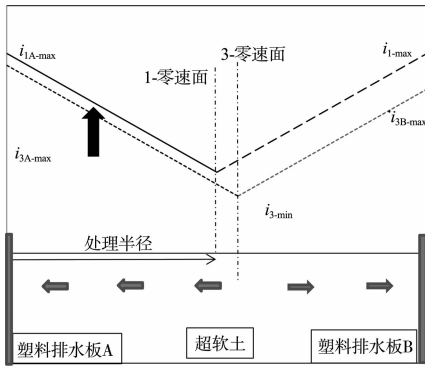 i1A-max
3-零速面
i1-max
1-零速面
i3B-max
i3A-max
i3-min
处理半径
塑料排水板A
超软土
塑料排水板B